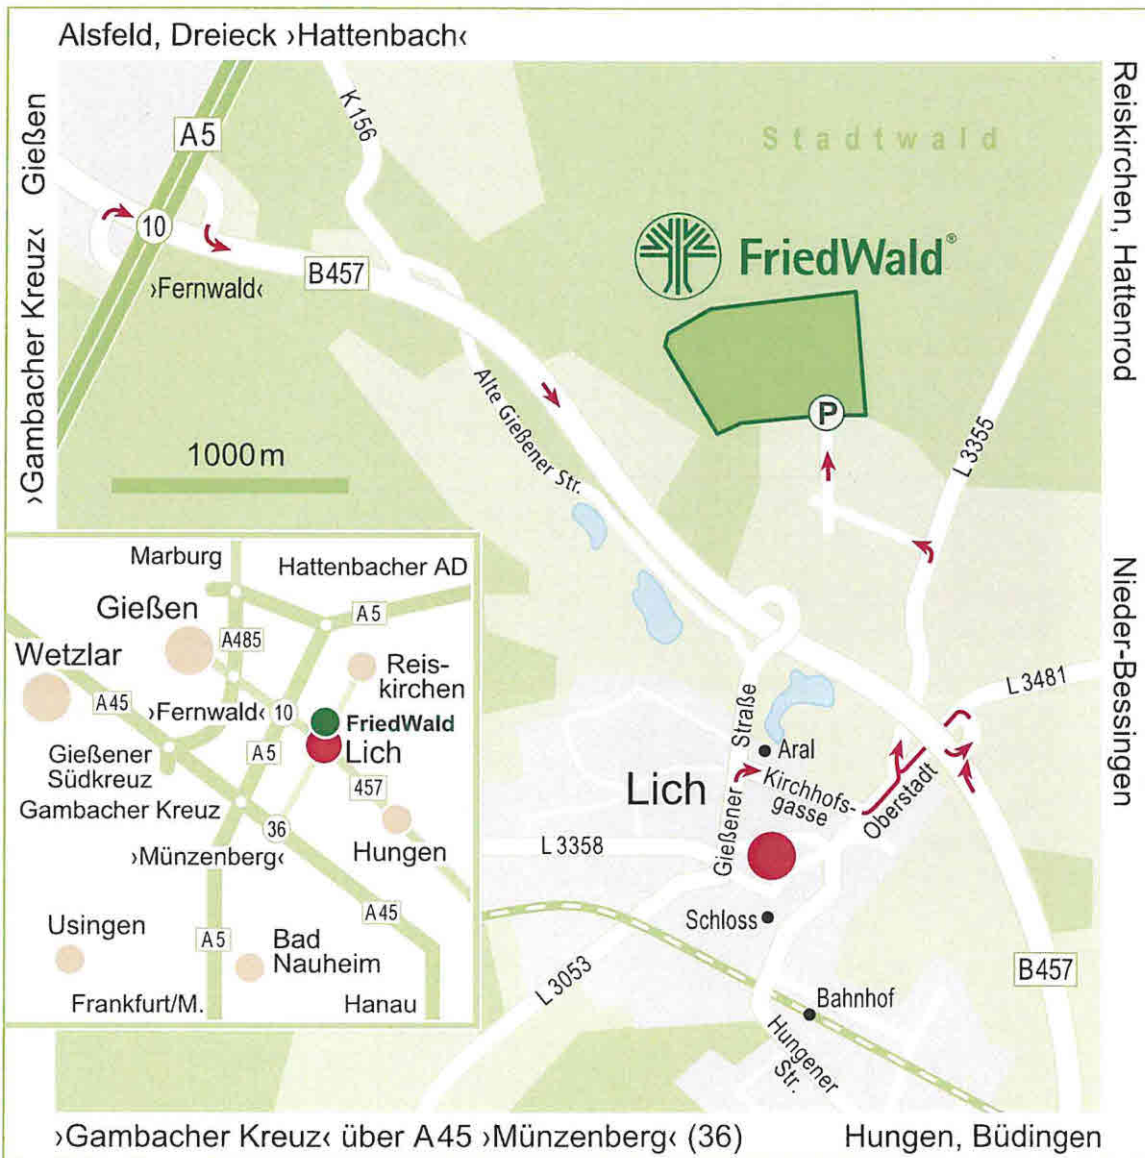 Alsfeld, Dreieck ›Hattenbach‹
›Gambacher Kreuz‹ Gießen
Reiskirchen, Hattenrod
Nieder-Bessingen
A5
K 156
Stadtwald
10
›Fernwald‹
B457
FriedWald®
Alte Gießener Str.
P
L 3355
1000 m
L 3481
Gießener Straße
Aral
Lich
Kirchhofs-
gasse
Oberstadt
L 3358
Schloss
L 3053
Bahnhof
B457
Hungener
Str.
Marburg
Hattenbacher AD
Gießen
A485
A5
Wetzlar
Reis-
kirchen
A45
›Fernwald‹
10
FriedWald
Gießener
Südkreuz
A5
Lich
457
Gambacher Kreuz
36
›Münzenberg‹
Hungen
Usingen
A45
A5
Bad
Nauheim
Frankfurt/M.
Hanau
›Gambacher Kreuz‹ über A45 ›Münzenberg‹ (36)
Hungen, Büdingen